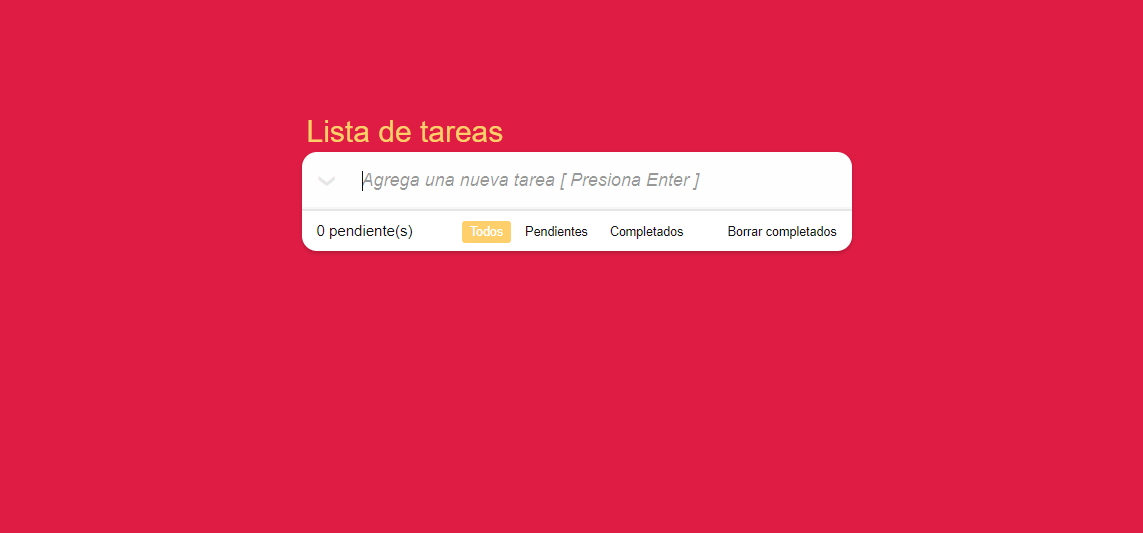 Lista de tareas
Agrega una nueva tarea [ Presiona Enter ]
0 pendiente(s) Todos Pendientes Completados Borrar completados